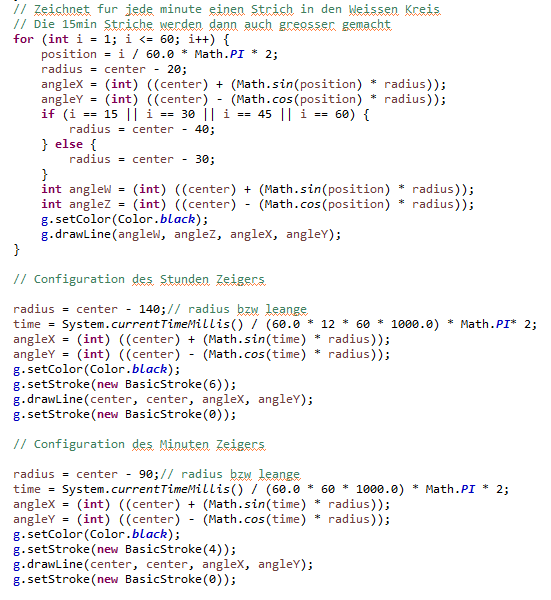 // Zeichnet fur jede minute einen Strich in den Weissen Kreis
// Die 15min Striche werden dann auch greosser gemacht
for (int i = 1; i <= 60; i++) {
    position = i / 60.0 * Math.PI * 2;
    radius = center - 20;
    angleX = (int) ((center) + (Math.sin(position) * radius));
    angleY = (int) ((center) - (Math.cos(position) * radius));
    if (i == 15 || i == 30 || i == 45 || i == 60) {
        radius = center - 40;
    } else {
        radius = center - 30;
    }
    int angleW = (int) ((center) + (Math.sin(position) * radius));
    int angleZ = (int) ((center) - (Math.cos(position) * radius));
    g.setColor(Color.black);
    g.drawLine(angleW, angleZ, angleX, angleY);
}
// Configuration des Stunden Zeigers
radius = center - 140;// radius bzw leange
time = System.currentTimeMillis() / (60.0 * 12 * 60 * 1000.0) * Math.PI* 2;
angleX = (int) ((center) + (Math.sin(time) * radius));
angleY = (int) ((center) - (Math.cos(time) * radius));
g.setColor(Color.black);
g.setStroke(new BasicStroke(6));
g.drawLine(center, center, angleX, angleY);
g.setStroke(new BasicStroke(0));
// Configuration des Minuten Zeigers
radius = center - 90;// radius bzw leange
time = System.currentTimeMillis() / (60.0 * 60 * 1000.0) * Math.PI * 2;
angleX = (int) ((center) + (Math.sin(time) * radius));
angleY = (int) ((center) - (Math.cos(time) * radius));
g.setColor(Color.black);
g.setStroke(new BasicStroke(4));
g.drawLine(center, center, angleX, angleY);
g.setStroke(new BasicStroke(0));